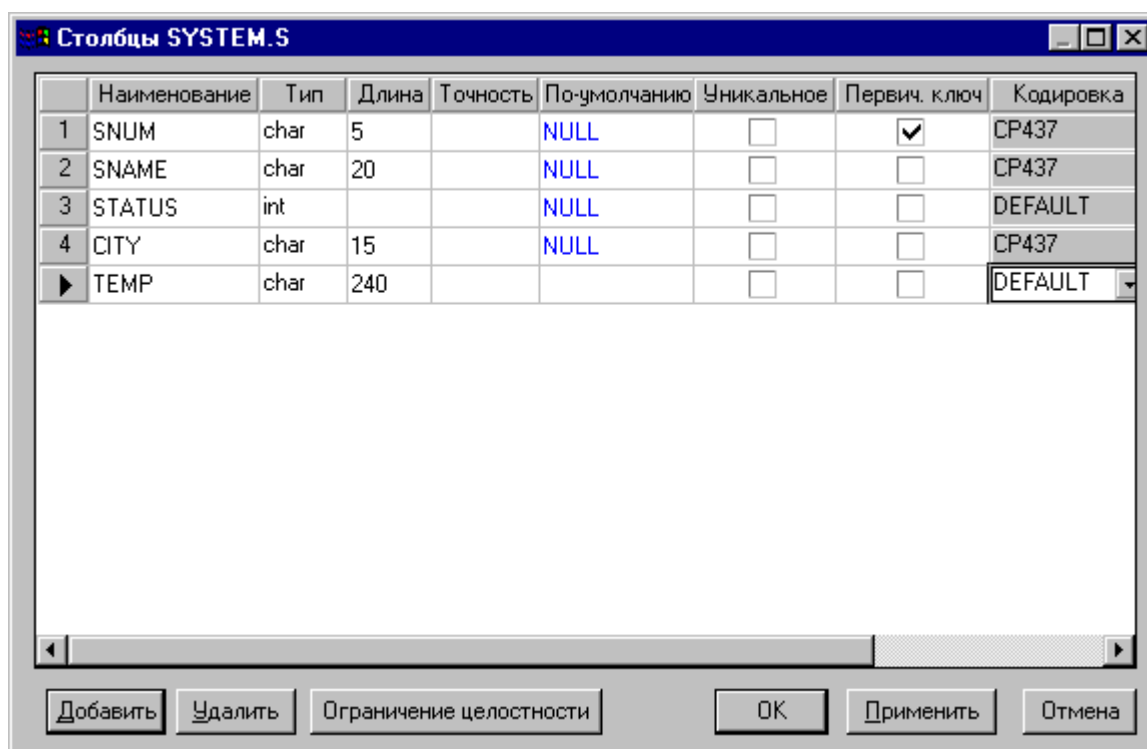 Столбцы SYSTEM.S
Наименование Тип Длина Точность По-умолчанию Уникальное Первич. ключ Кодировка
1 SNUM char 5 NULL CP437
2 SNAME char 20 NULL CP437
3 STATUS int NULL DEFAULT
4 CITY char 15 NULL CP437
TEMP char 240 DEFAULT
Добавить Удалить Ограничение целостности OK Применить Отмена